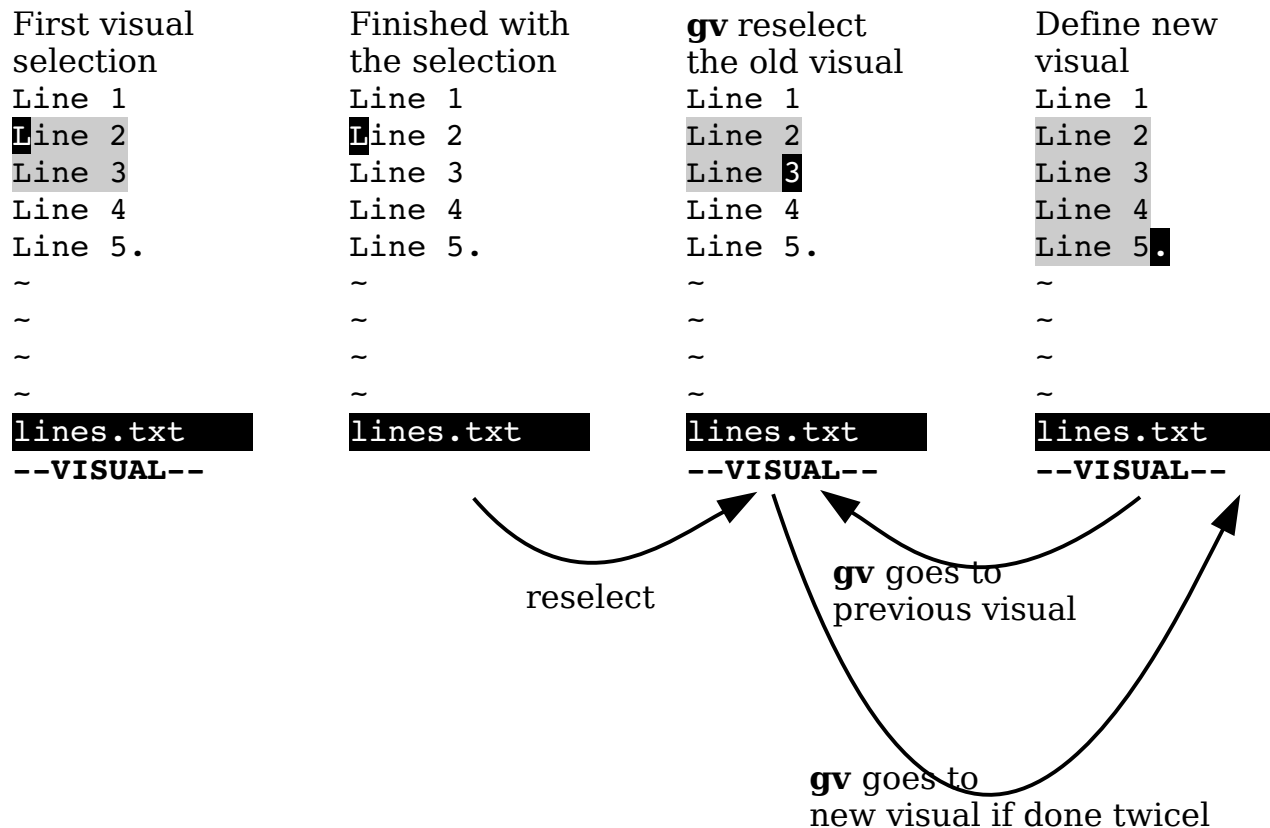 First visual
selection
Line 1
Line 2
Line 3
Line 4
Line 5.
~
~
~
~
lines.txt
--VISUAL--
Finished with
the selection
Line 1
Line 2
Line 3
Line 4
Line 5.
~
~
~
~
lines.txt
gv reselect
the old visual
Line 1
Line 2
Line 3
Line 4
Line 5.
~
~
~
~
lines.txt
--VISUAL--
Define new
visual
Line 1
Line 2
Line 3
Line 4
Line 5.
~
~
~
~
lines.txt
--VISUAL--
reselect
gv goes to
previous visual
gv goes to
new visual if done twicel